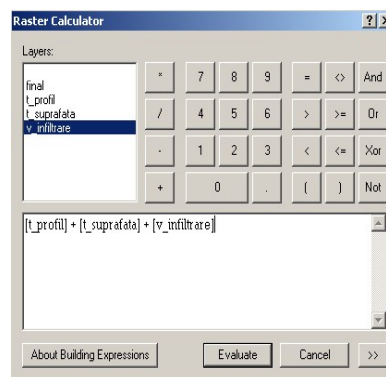 Raster Calculator
Layers:
final
t_profil
t_suprafata
v_infiltrare
* 7 8 9 = <> And
/ 4 5 6 > >= Or
- 1 2 3 < <= Xor
+ 0 . ( ) Not
[t_profil] + [t_suprafata] + [v_infiltrare]
About Building Expressions Evaluate Cancel >>